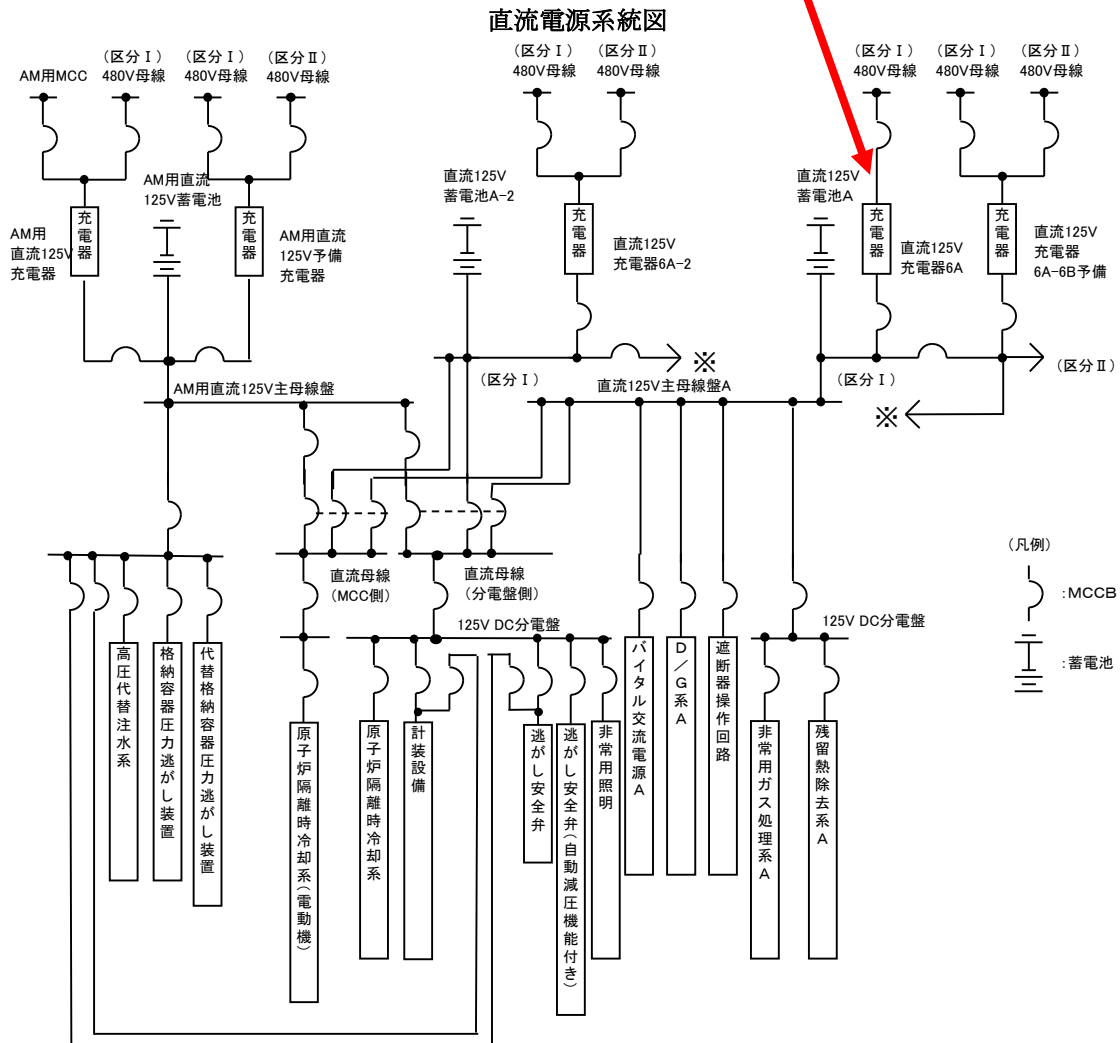 直流電源系統図
AM用MCC
(区分Ⅰ)
480V母線
(区分Ⅰ)
480V母線
(区分Ⅱ)
480V母線
(区分Ⅰ)
480V母線
(区分Ⅱ)
480V母線
(区分Ⅰ)
480V母線
(区分Ⅰ)
480V母線
(区分Ⅱ)
480V母線
AM用
直流125V
充電器
充電器
AM用直流
125V蓄電池
充電器
AM用直流
125V予備
充電器
直流125V
蓄電池A-2
充電器
直流125V
充電器6A-2
直流125V
蓄電池A
充電器
直流125V
充電器6A
充電器
直流125V
充電器
6A-6B予備
※
(区分Ⅱ)
AM用直流125V主母線盤
(区分Ⅰ)
直流125V主母線盤A
(区分Ⅰ)
※
直流母線
(MCC側)
直流母線
(分電盤側)
125V DC分電盤
125V DC分電盤
高圧代替注水系
格納容器圧力逃がし装置
代替格納容器圧力逃がし装置
原子炉隔離時冷却系(電動機)
原子炉隔離時冷却系
計装設備
逃がし安全弁
逃がし安全弁(自動減圧機能付き)
非常用照明
バイタル交流電源A
D/G系A
遮断器操作回路
非常用ガス処理系A
残留熱除去系A
(凡例)
:MCCB
:蓄電池